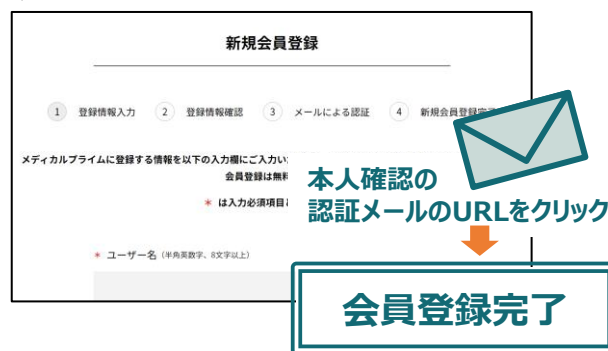 新規会員登録
1 登録情報入力 2 登録情報確認 3 メールによる認証 4 新規会員登録完
メディカルプライムに登録する情報を以下の入力欄にご入力い
会員登録は無料
* は入力必須項目
本人確認の
認証メールのURLをクリック
* ユーザー名（半角英数字、8文字以上）
会員登録完了